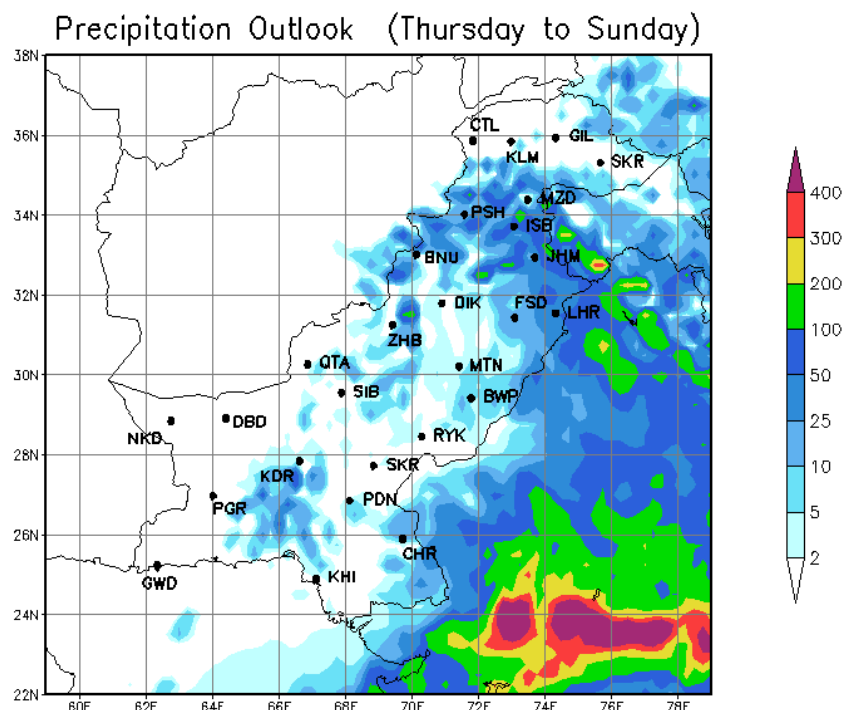 Precipitation Outlook (Thursday to Sunday)
38N
36N
34N
32N
30N
28N
26N
24N
22N
CTL
KLM
GIL
SKR
MZD
PSH
ISB
BNU
JHM
DIK
FSD
LHR
ZHB
QTA
MTN
SIB
BWP
NKD
DBD
RYK
KDR
SKR
PGR
PDN
CHR
GWD
KHI
60E
62E
64E
66E
68E
70E
72E
74E
76E
78E
400
300
200
100
50
25
10
5
2